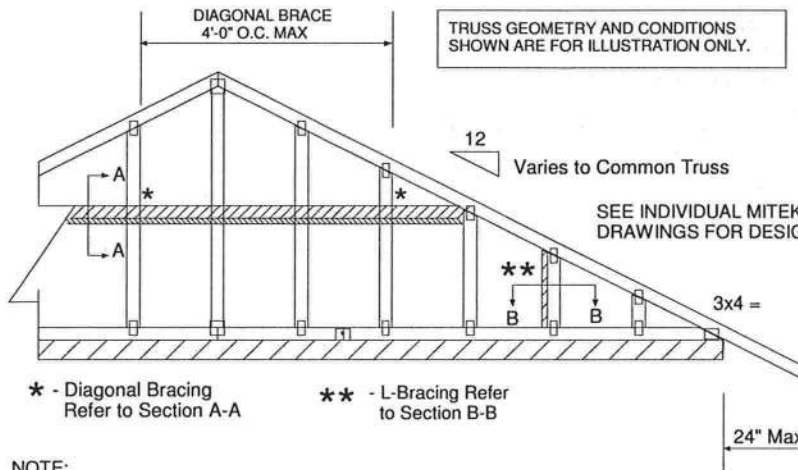 DIAGONAL BRACE
4'-0" O.C. MAX
TRUSS GEOMETRY AND CONDITIONS
SHOWN ARE FOR ILLUSTRATION ONLY.
12
Varies to Common Truss
SEE INDIVIDUAL MITEK
DRAWINGS FOR DESIG
A
*
*
A
**
B
B
3x4 =
* - Diagonal Bracing
Refer to Section A-A
** - L-Bracing Refer
to Section B-B
24" Max
NOTE: